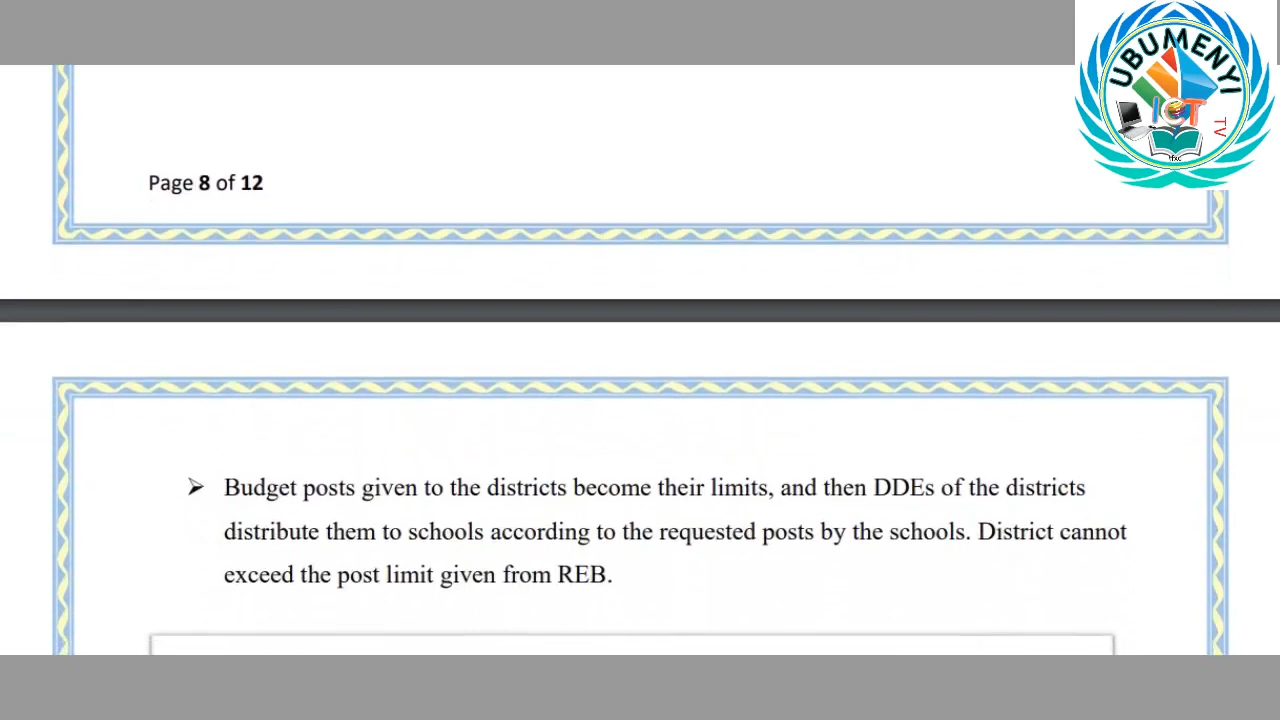 UBUMENYI
ICT
TV
Page 8 of 12
➢ Budget posts given to the districts become their limits, and then DDEs of the districts
distribute them to schools according to the requested posts by the schools. District cannot
exceed the post limit given from REB.